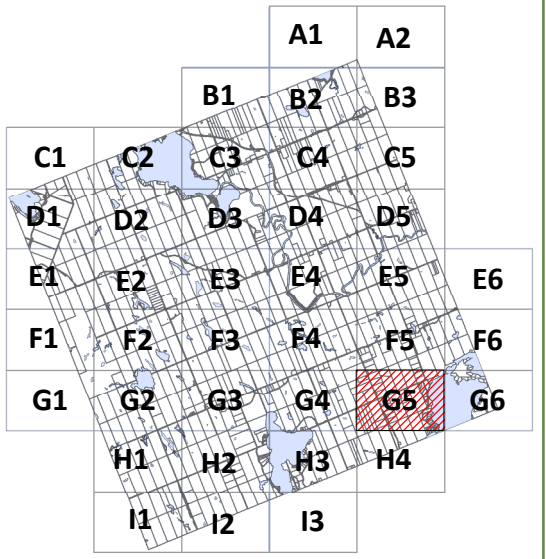 A1 A2
B1 B2 B3
C1 C2 C3 C4 C5
D1 D2 D3 D4 D5
E1 E2 E3 E4 E5 E6
F1 F2 F3 F4 F5 F6
G1 G2 G3 G4 G5 G6
H1 H2 H3 H4
I1 I2 I3